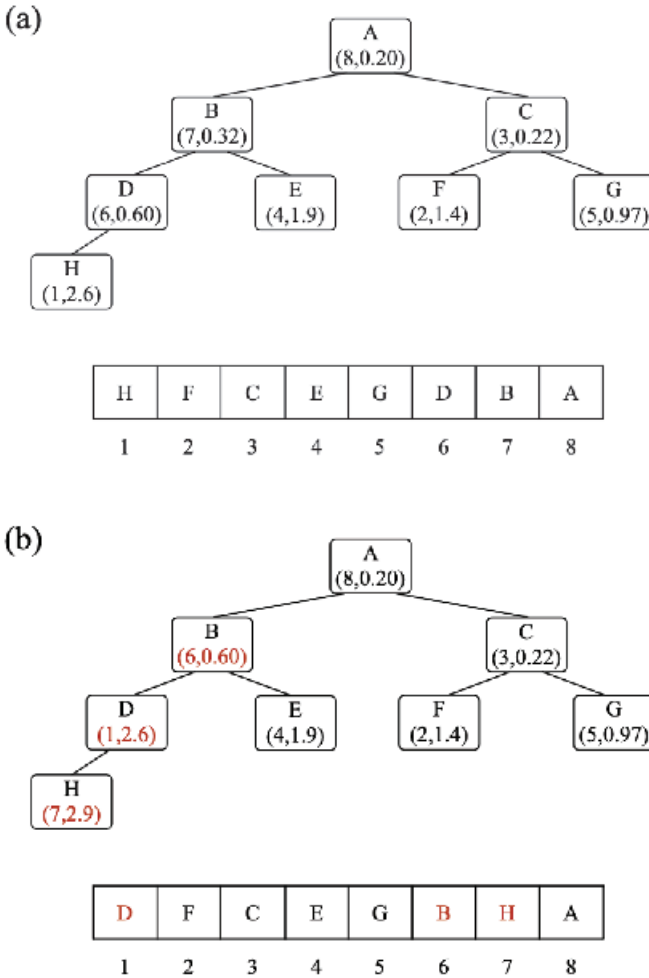 (a)
A
(8,0.20)
B
(7,0.32)
C
(3,0.22)
D
(6,0.60)
E
(4,1.9)
F
(2,1.4)
G
(5,0.97)
H
(1,2.6)
H F C E G D B A
1 2 3 4 5 6 7 8
(b)
A
(8,0.20)
B
(6,0.60)
C
(3,0.22)
D
(1,2.6)
E
(4,1.9)
F
(2,1.4)
G
(5,0.97)
H
(7,2.9)
D F C E G B H A
1 2 3 4 5 6 7 8